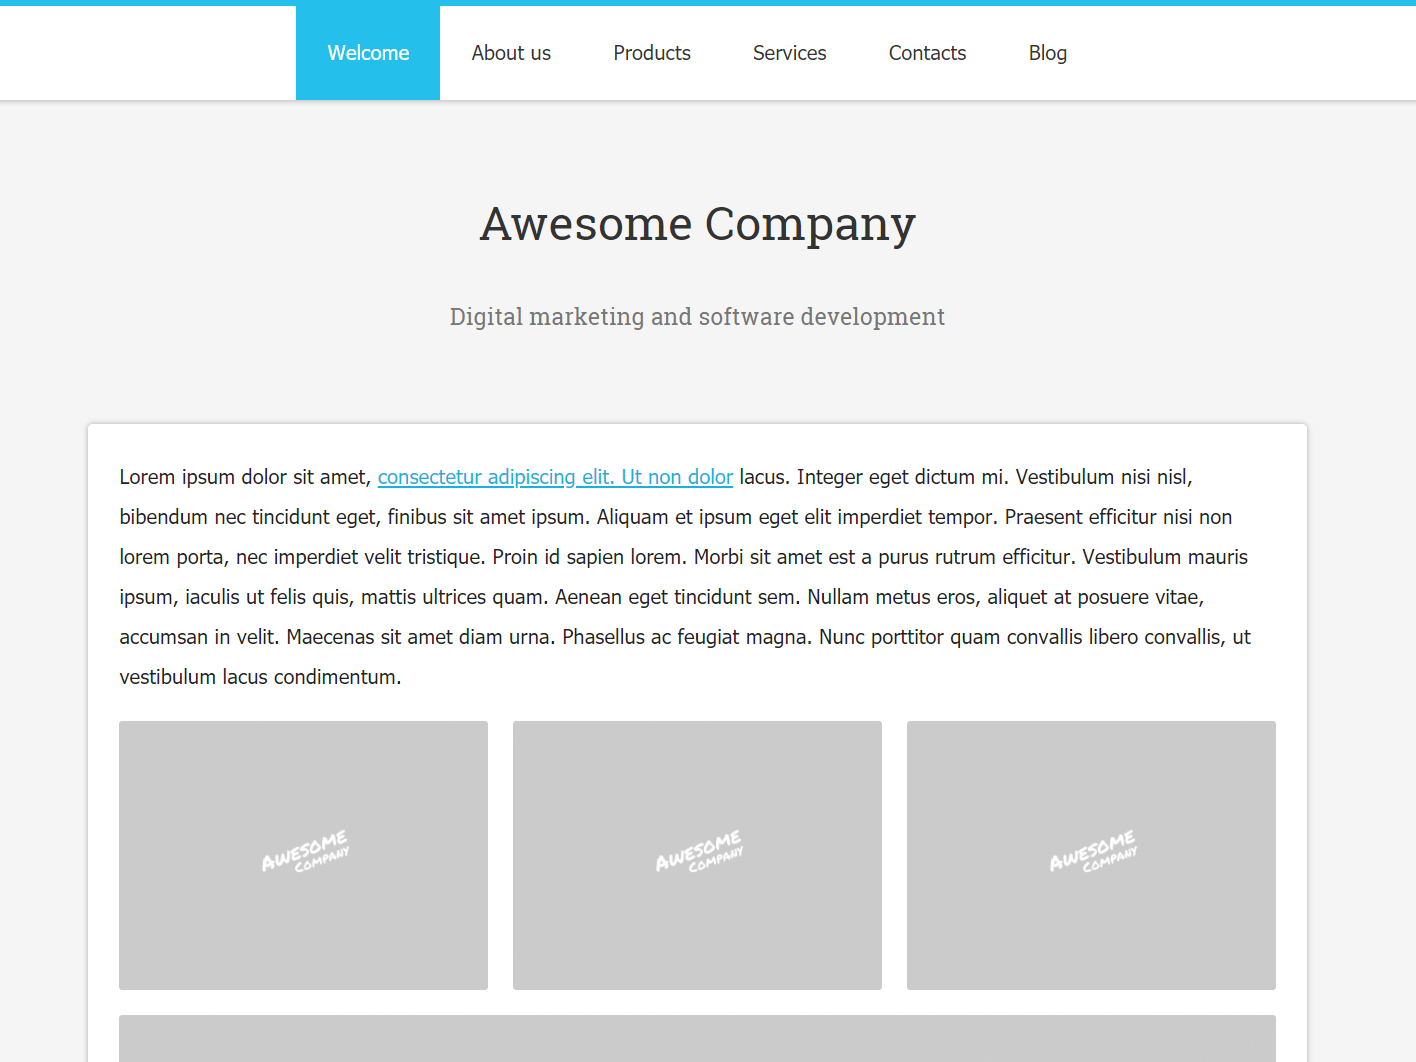 Welcome About us Products Services Contacts Blog
Awesome Company
Digital marketing and software development
Lorem ipsum dolor sit amet, consectetur adipiscing elit. Ut non dolor lacus. Integer eget dictum mi. Vestibulum nisi nisl,
bibendum nec tincidunt eget, finibus sit amet ipsum. Aliquam et ipsum eget elit imperdiet tempor. Praesent efficitur nisi non
lorem porta, nec imperdiet velit tristique. Proin id sapien lorem. Morbi sit amet est a purus rutrum efficitur. Vestibulum mauris
ipsum, iaculis ut felis quis, mattis ultrices quam. Aenean eget tincidunt sem. Nullam metus eros, aliquet at posuere vitae,
accumsan in velit. Maecenas sit amet diam urna. Phasellus ac feugiat magna. Nunc porttitor quam convallis libero convallis, ut
vestibulum lacus condimentum.
AWESOME
COMPANY
AWESOME
COMPANY
AWESOME
COMPANY